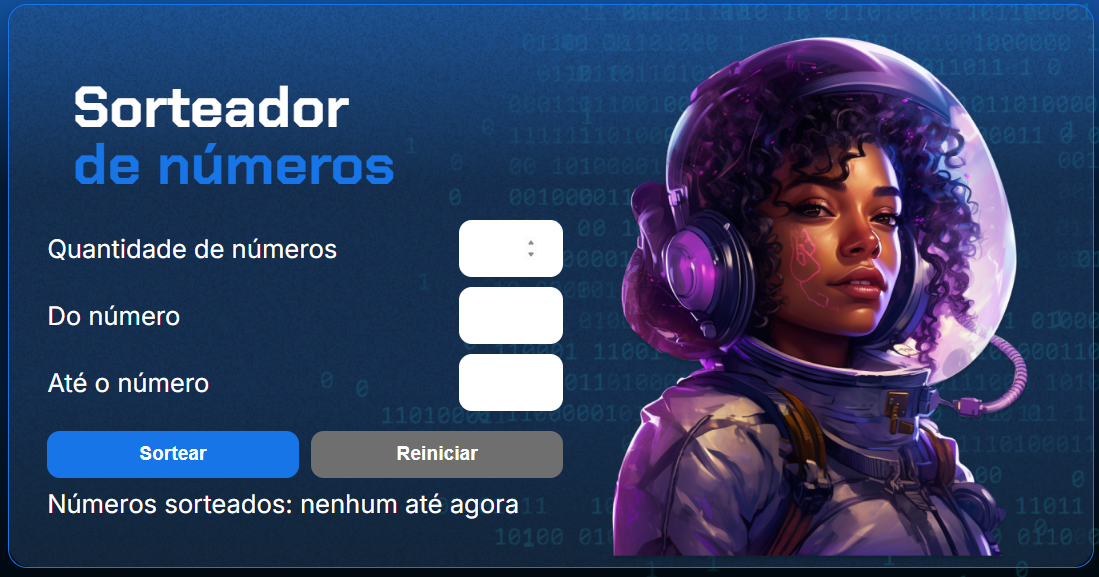 Sorteador
de números
Quantidade de números
Do número
Até o número
Sortear
Reiniciar
Números sorteados: nenhum até agora